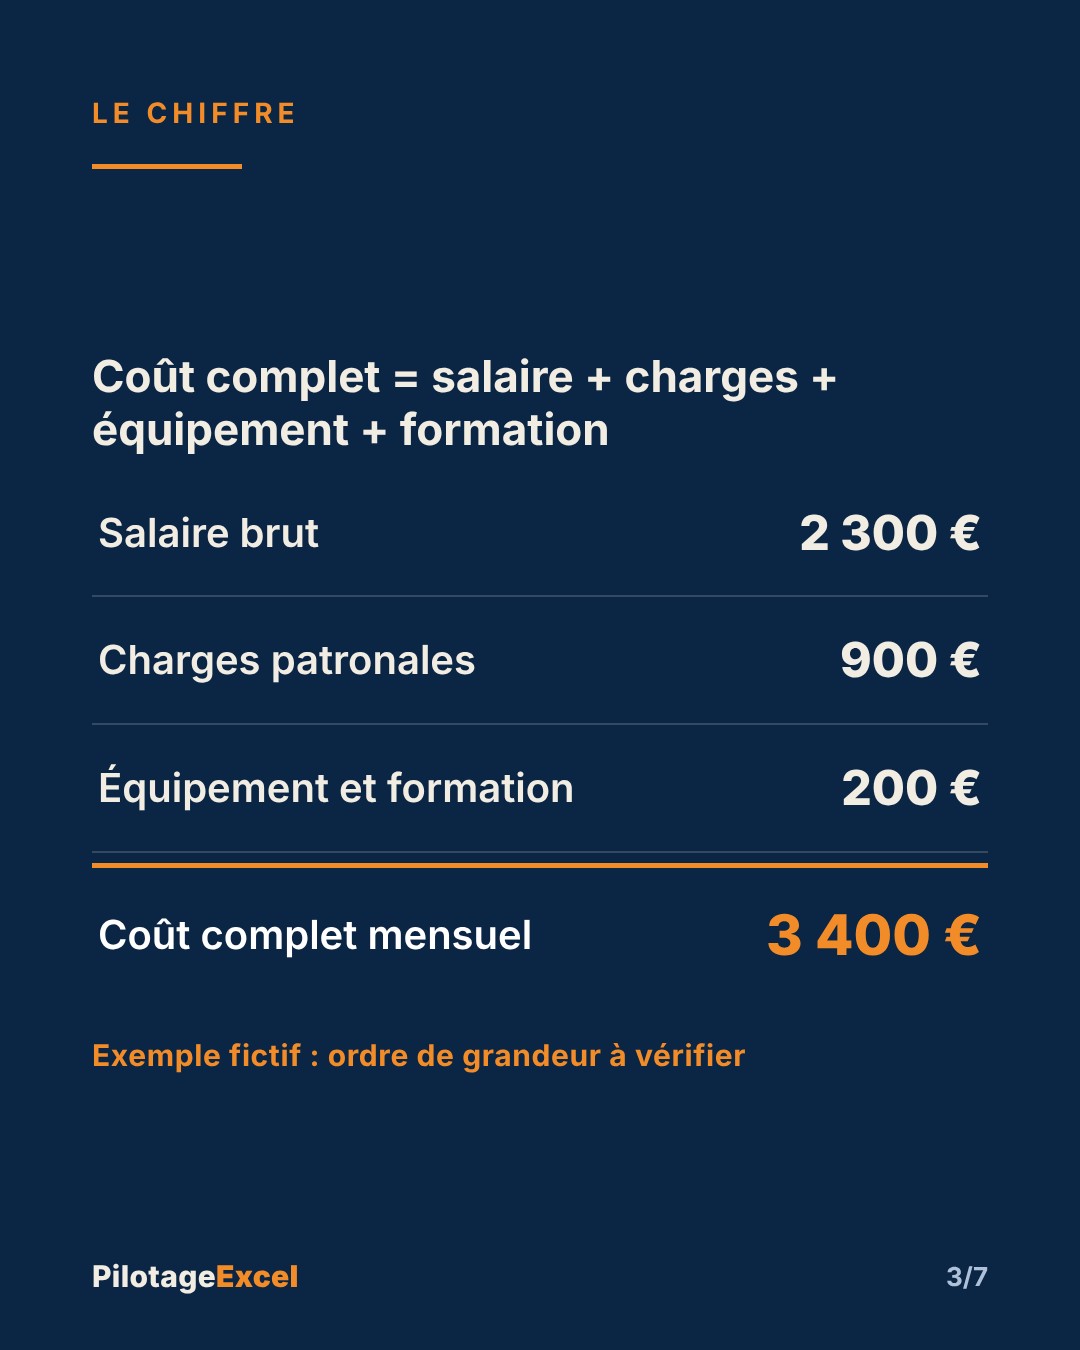 LE CHIFFRE
Coût complet = salaire + charges +
équipement + formation
Salaire brut 2 300 €
Charges patronales 900 €
Équipement et formation 200 €
Coût complet mensuel 3 400 €
Exemple fictif : ordre de grandeur à vérifier
PilotageExcel 3/7